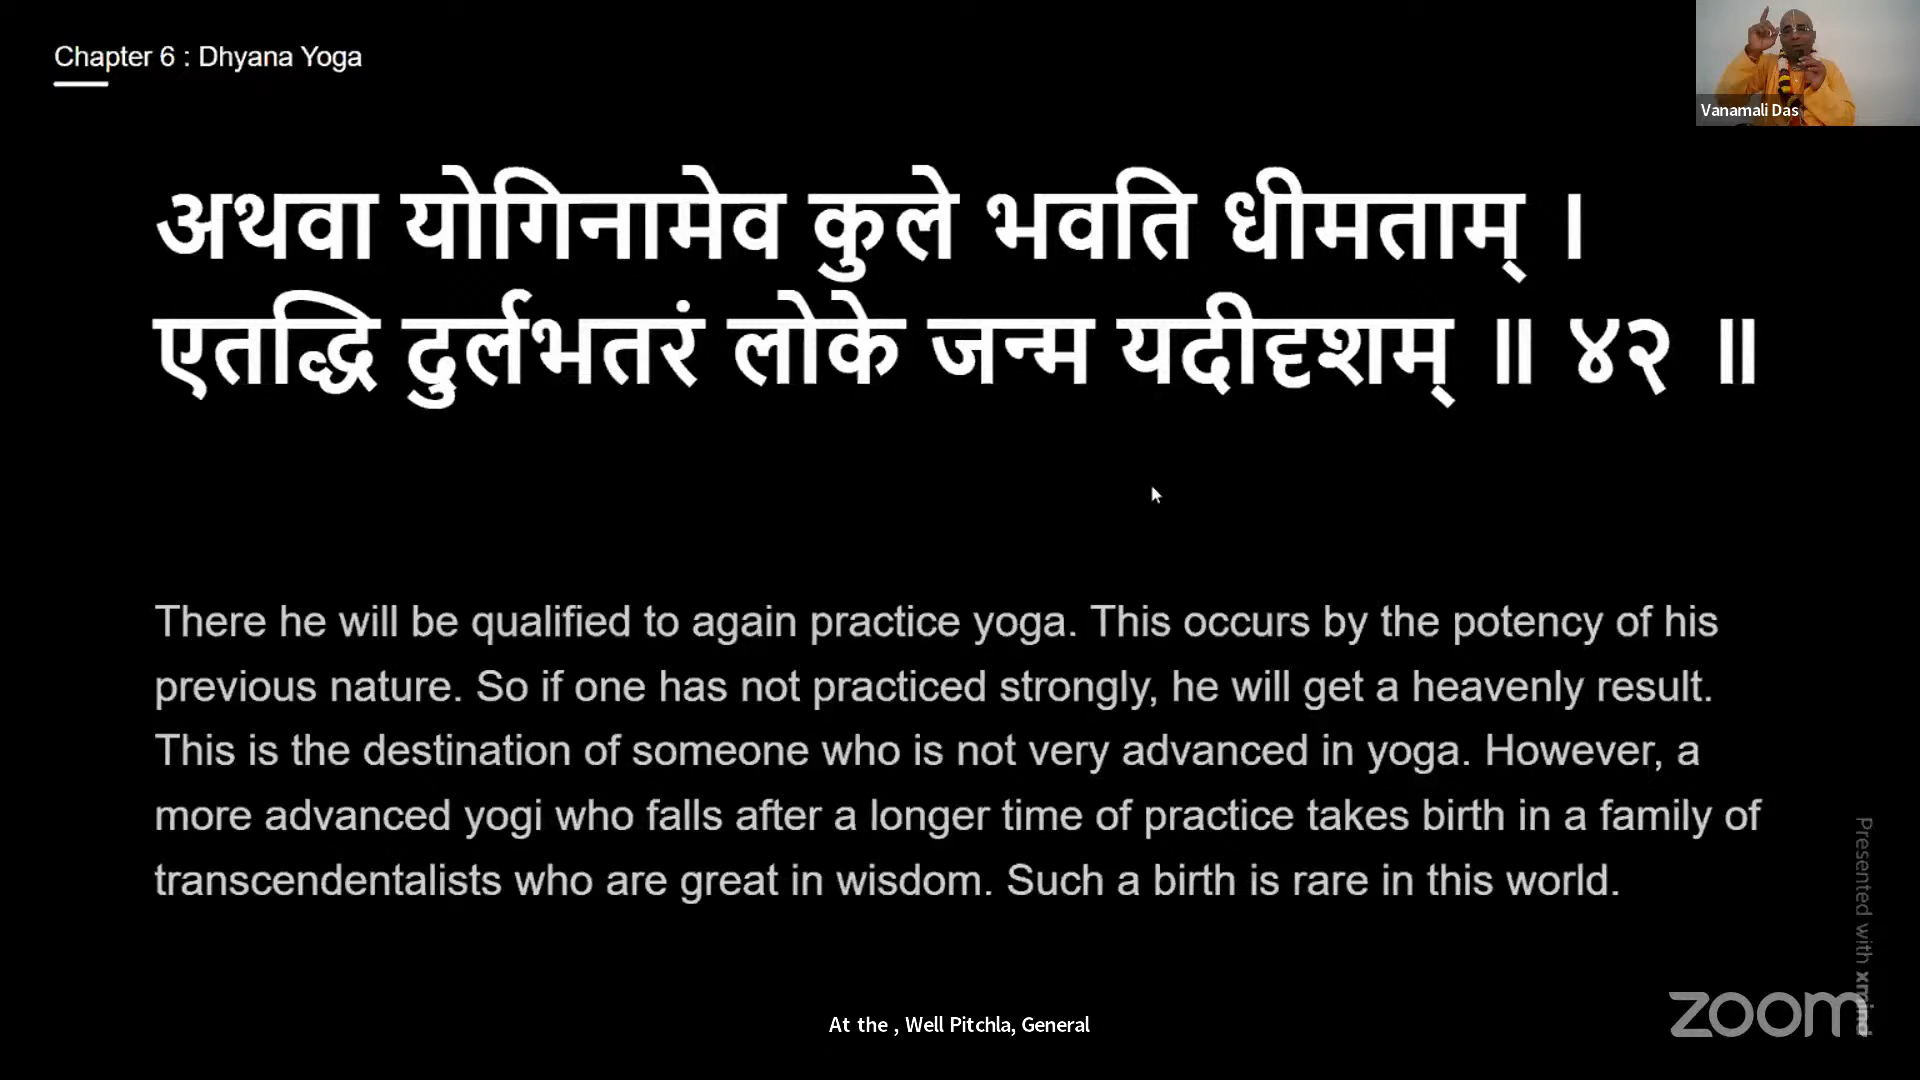 Chapter 6 : Dhyana Yoga
Vanamali Das
अथवा योगिनामेव कुले भवति धीमताम् ।
एतद्धि दुर्लभतरं लोके जन्म यदीदृशम् ॥ ४२ ॥
There he will be qualified to again practice yoga. This occurs by the potency of his
previous nature. So if one has not practiced strongly, he will get a heavenly result.
This is the destination of someone who is not very advanced in yoga. However, a
more advanced yogi who falls after a longer time of practice takes birth in a family of
transcendentalists who are great in wisdom. Such a birth is rare in this world.
Presented with xmind
At the , Well Pitchla, General
zoom